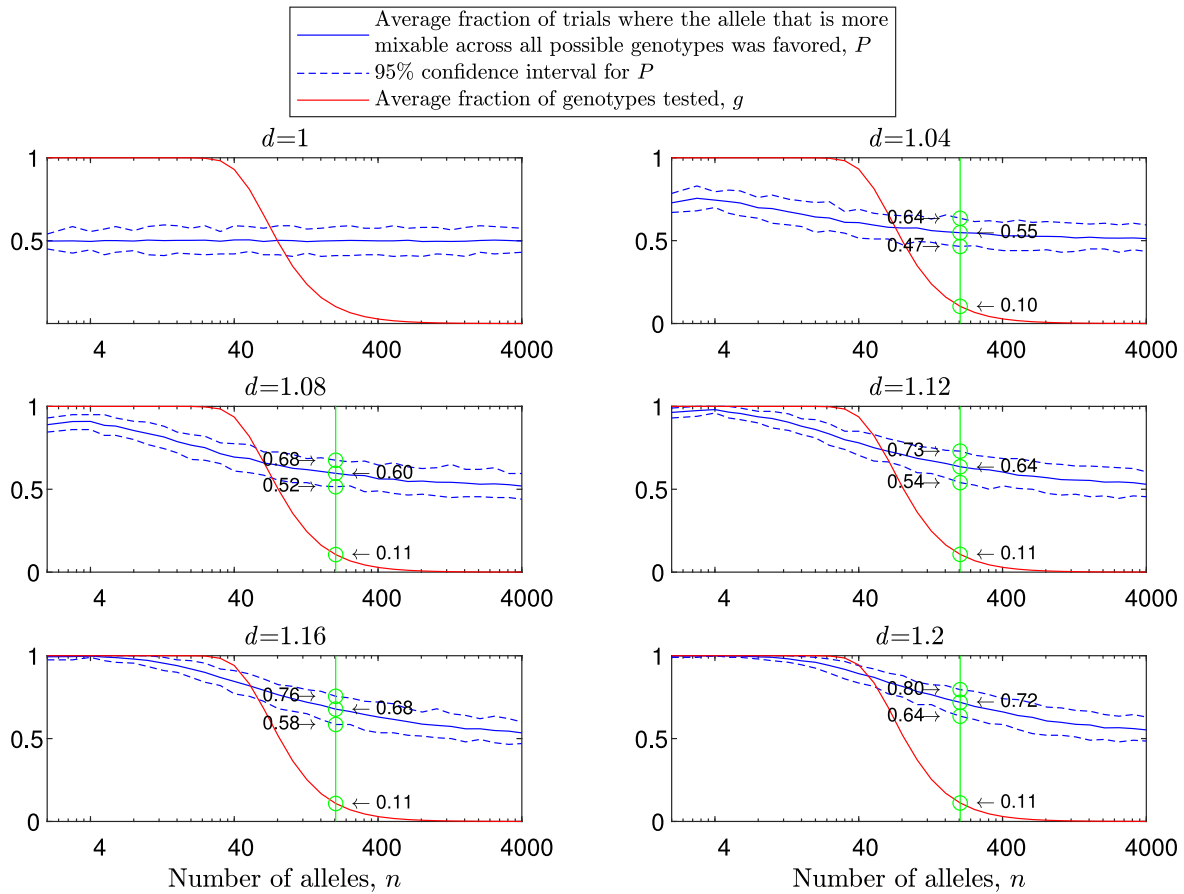 Average fraction of trials where the allele that is more
mixable across all possible genotypes was favored, P
95% confidence interval for P
Average fraction of genotypes tested, g
d=1
1
0.5
4 40 400 4000
d=1.04
1
0.5
0
0.64→
← 0.55
0.47→
← 0.10
4 40 400 4000
d=1.08
1
0.5
0
0.68→
← 0.60
0.52→
← 0.11
4 40 400 4000
d=1.12
1
0.5
0
0.73→
← 0.64
0.54→
← 0.11
4 40 400 4000
d=1.16
1
0.5
0
0.76→
← 0.68
0.58→
← 0.11
4 40 400 4000
Number of alleles, n
d=1.2
1
0.5
0
0.80→
← 0.72
0.64→
← 0.11
4 40 400 4000
Number of alleles, n